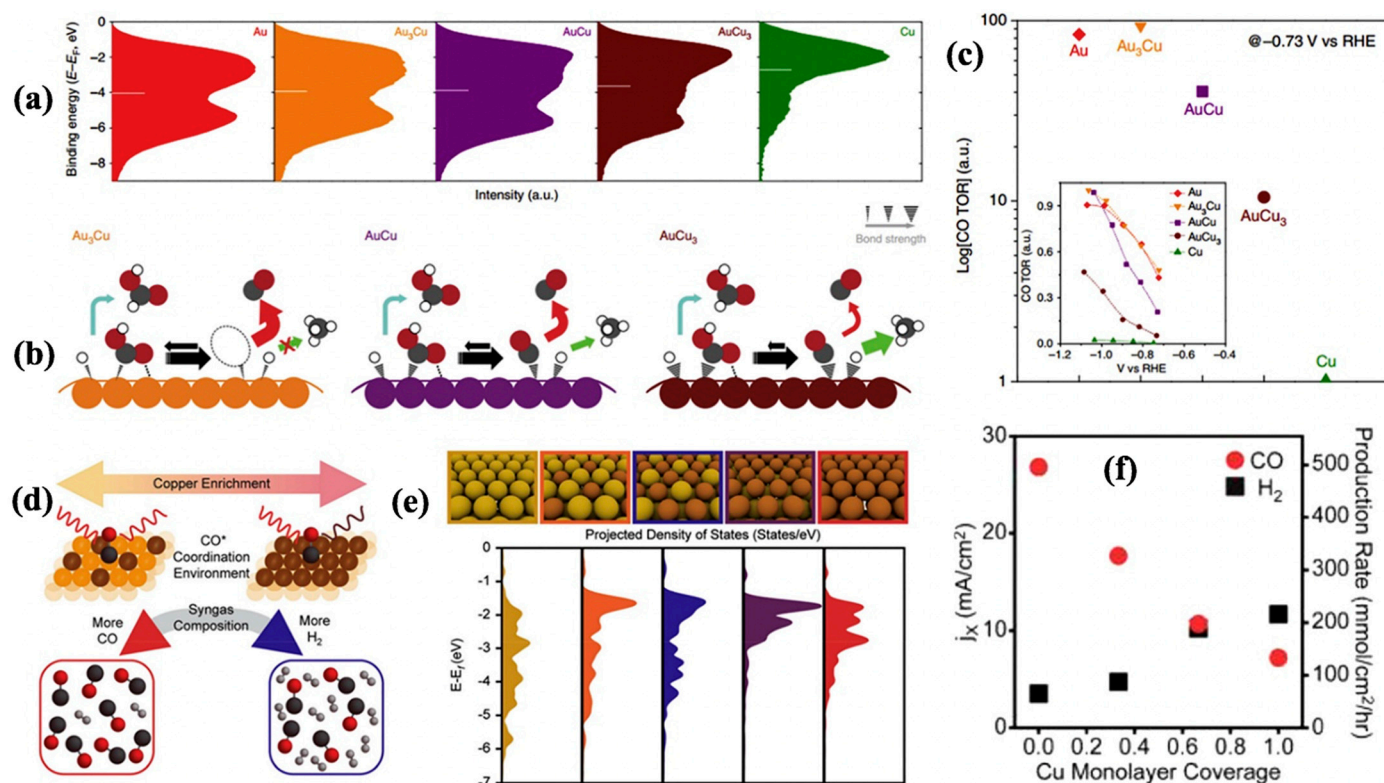 (a)
Binding energy (E–E_F, eV)
0
−2
−4
−6
−8
Au
Au₃Cu
AuCu
AuCu₃
Cu
Intensity (a.u.)
(b)
Au₃Cu
AuCu
AuCu₃
Bond strength
(c)
Log[CO TOR] (a.u.)
100
10
1
@−0.73 V vs RHE
Au
Au₃Cu
AuCu
AuCu₃
Cu
CO TOR (a.u.)
0.9
0.6
0.3
0.0
−1.2 −1.0 −0.8 −0.6 −0.4
V vs RHE
Au
Au₃Cu
AuCu
AuCu₃
Cu
(d)
Copper Enrichment
CO*
Coordination
Environment
Syngas
Composition
More
CO
More
H₂
(e)
Projected Density of States (States/eV)
E-E_f(eV)
0
-1
-2
-3
-4
-5
-6
-7
(f)
CO
H₂
jₓ (mA/cm²)
30
20
10
0
Production Rate (mmol/cm²/hr)
500
400
300
200
100
0
0.0 0.4 0.6 1.0
Cu Monolayer Coverage